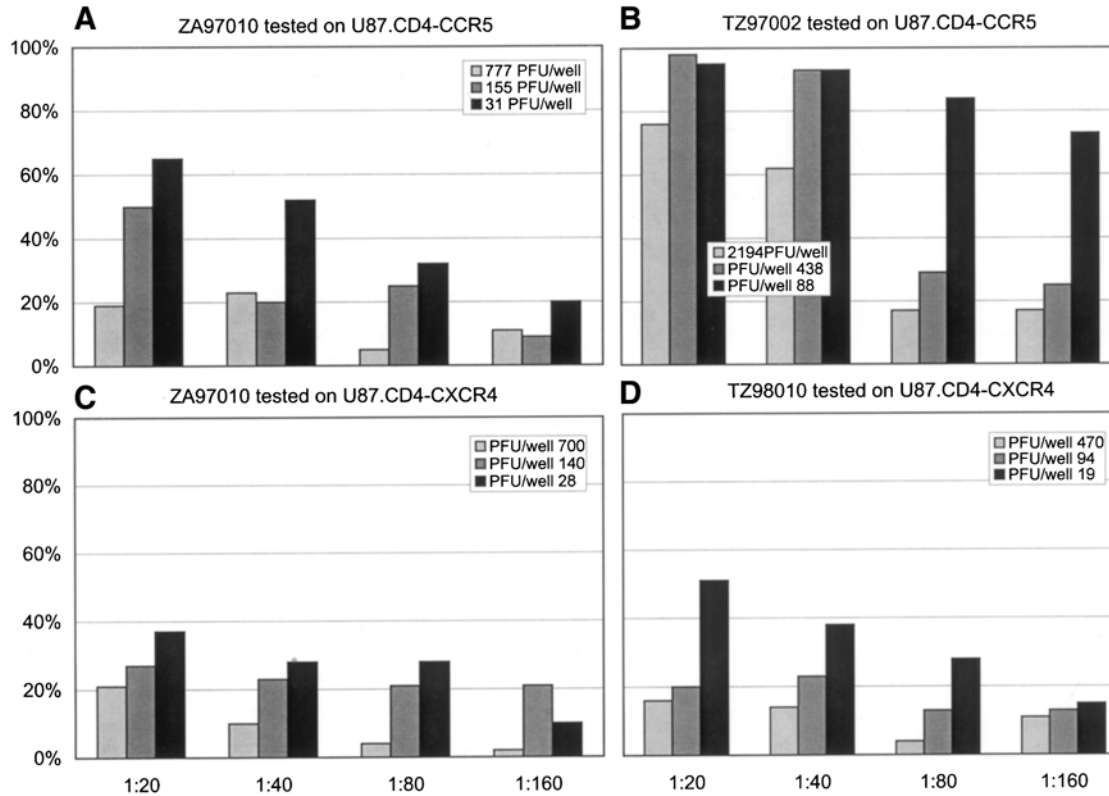 A
ZA97010 tested on U87.CD4-CCR5
100%
80%
60%
40%
20%
0%
777 PFU/well
155 PFU/well
31 PFU/well
B
TZ97002 tested on U87.CD4-CCR5
2194PFU/well
PFU/well 438
PFU/well 88
C
ZA97010 tested on U87.CD4-CXCR4
100%
80%
60%
40%
20%
0%
PFU/well 700
PFU/well 140
PFU/well 28
1:20 1:40 1:80 1:160
D
TZ98010 tested on U87.CD4-CXCR4
PFU/well 470
PFU/well 94
PFU/well 19
1:20 1:40 1:80 1:160